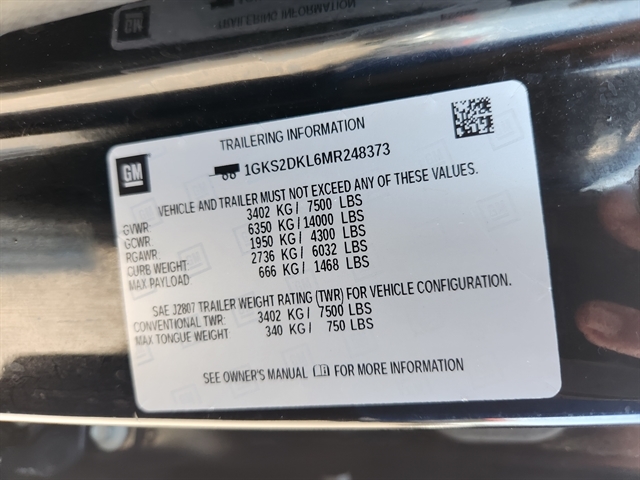 TRAILERING INFORMATION
1GKS2DKL6MR248373
GM
VEHICLE AND TRAILER MUST NOT EXCEED ANY OF THESE VALUES.
GVWR: 3402 KG/ 7500 LBS
GCWR: 6350 KG/14000 LBS
RGAWR: 1950 KG/ 4300 LBS
CURB WEIGHT: 2736 KG/ 6032 LBS
MAX PAYLOAD: 666 KG/ 1468 LBS
SAE J2807 TRAILER WEIGHT RATING (TWR) FOR VEHICLE CONFIGURATION.
CONVENTIONAL TWR: 3402 KG/ 7500 LBS
MAX TONGUE WEIGHT 340 KG/ 750 LBS
SEE OWNER'S MANUAL FOR MORE INFORMATION